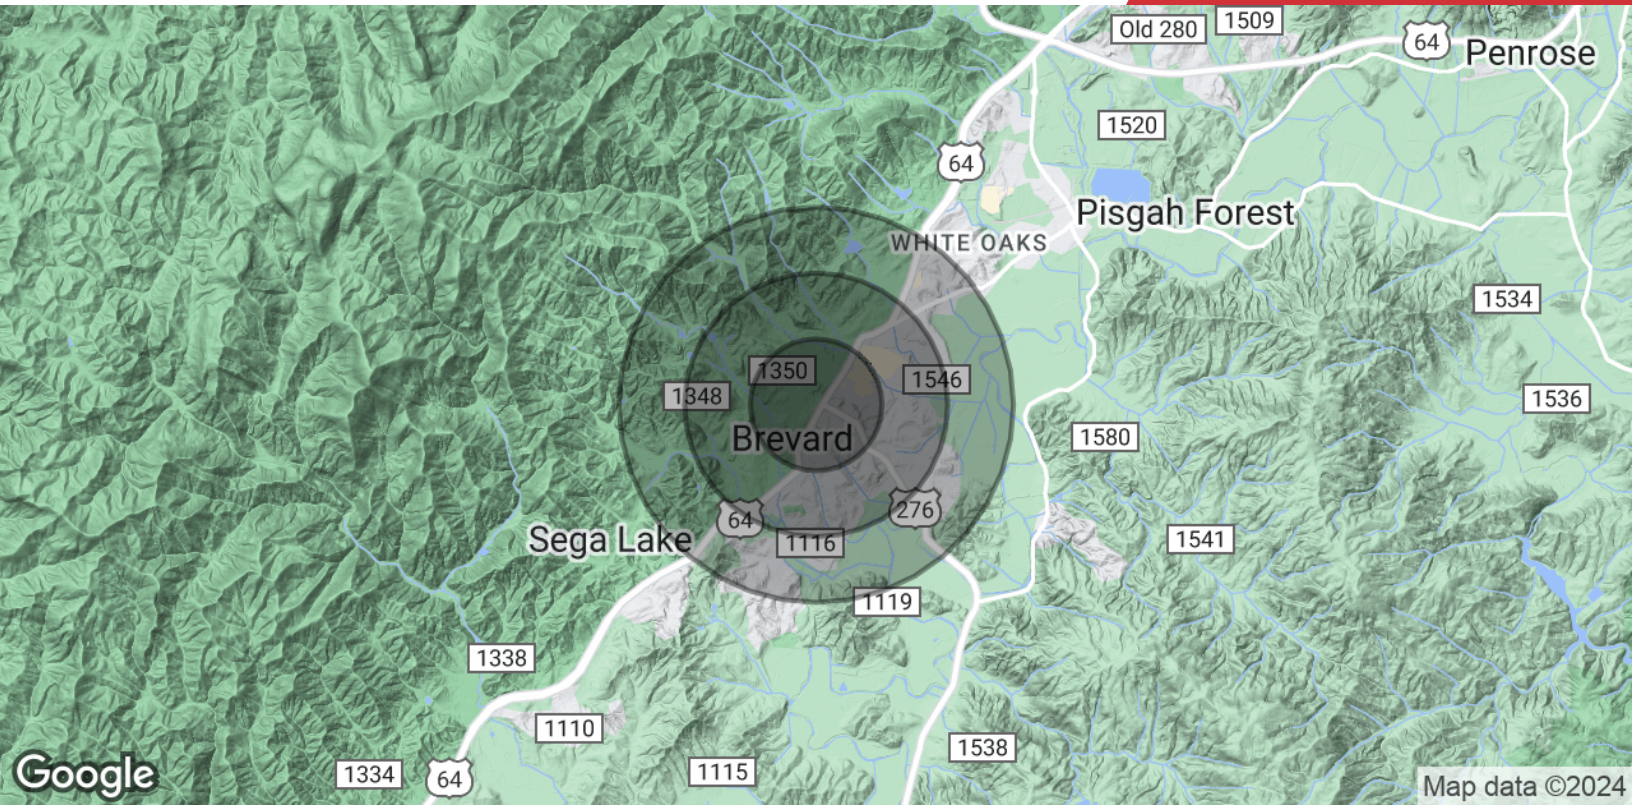 Old 280
1509
64
Penrose
1520
64
Pisgah Forest
WHITE OAKS
1534
1350
1546
1348
1536
Brevard
1580
64
276
Sega Lake
1116
1541
1119
1338
1110
1538
1334
64
1115
Google
Map data ©2024